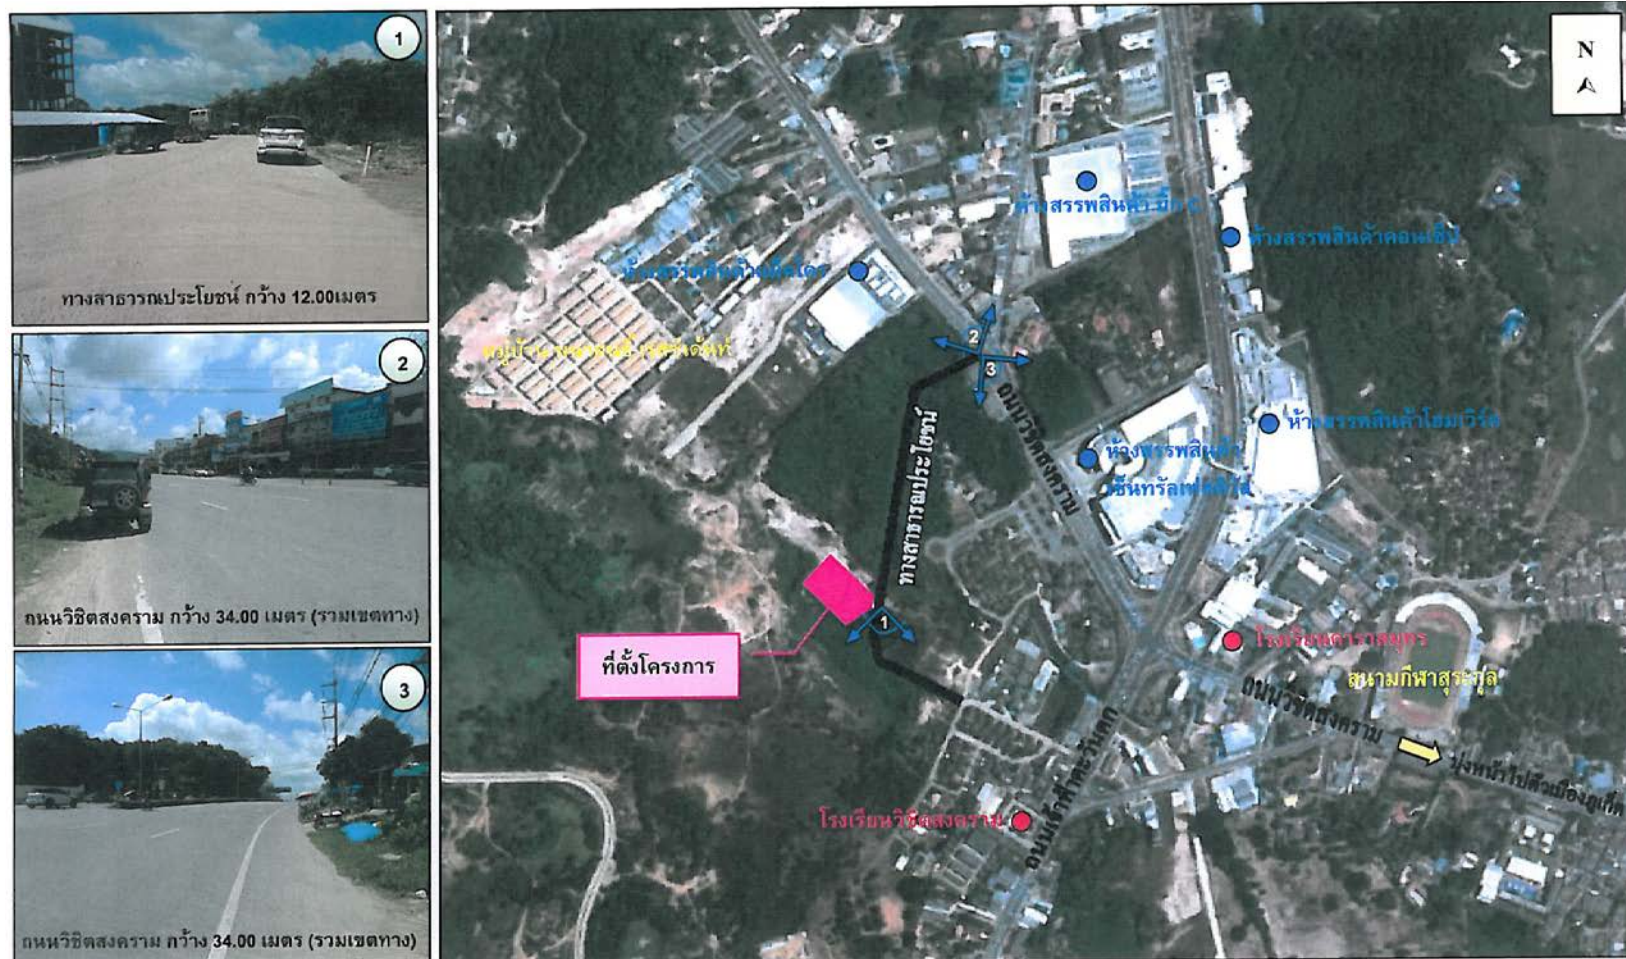 1
ทางสาธารณประโยชน์ กว้าง 12.00เมตร
2
ถนนวิชิตสงคราม กว้าง 34.00 เมตร (รวมเขตทาง)
3
ถนนวิชิตสงคราม กว้าง 34.00 เมตร (รวมเขตทาง)
N
ห้างสรรพสินค้า บิ๊ก C
ห้างสรรพสินค้า
ห้างสรรพสินค้า
หมู่บ้าน
2
3
ถนนวิชิตสงคราม
ทางสาธารณประโยชน์
ห้างสรรพสินค้าโฮมเวิร์ค
ห้างสรรพสินค้า
เซ็นทรัลเฟสติวัล
1
ที่ตั้งโครงการ
โรงเรียนดาราสมุทร
สนามกีฬาสุระกุล
ถนนวิชิตสงคราม
มุ่งหน้าไปตัวเมืองภูเก็ต
โรงเรียนวิชิตสงคราม
ถนนเจ้าฟ้าตะวันตก